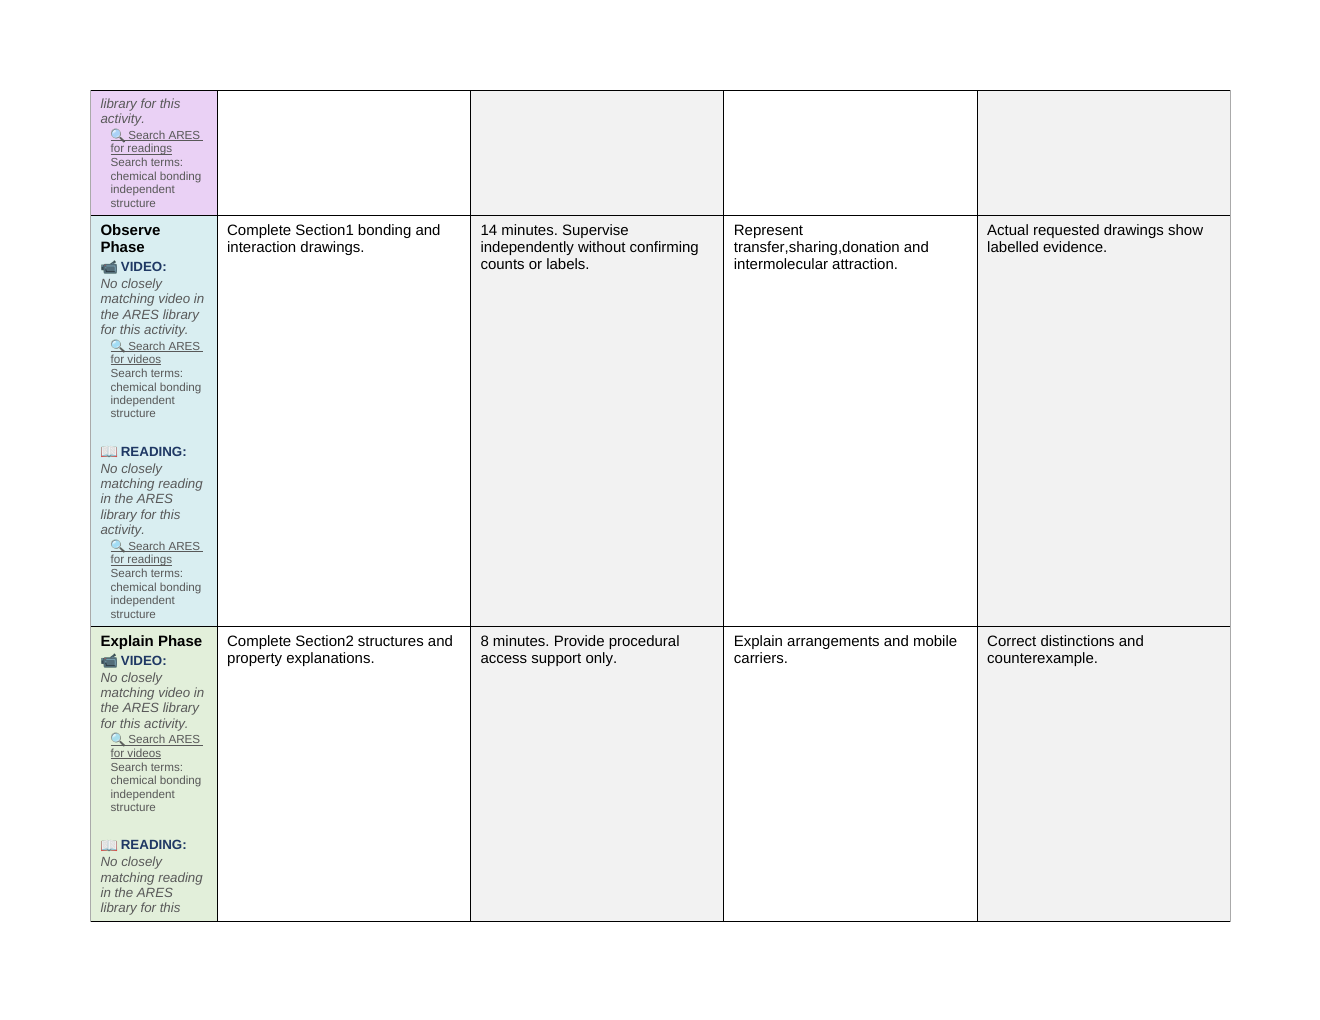 library for this
activity.
🔍 Search ARES
for readings
Search terms:
chemical bonding
independent
structure
Observe
Phase
📹 VIDEO:
No closely
matching video in
the ARES library
for this activity.
🔍 Search ARES
for videos
Search terms:
chemical bonding
independent
structure
📖 READING:
No closely
matching reading
in the ARES
library for this
activity.
🔍 Search ARES
for readings
Search terms:
chemical bonding
independent
structure
Complete Section1 bonding and
interaction drawings.
14 minutes. Supervise
independently without confirming
counts or labels.
Represent
transfer,sharing,donation and
intermolecular attraction.
Actual requested drawings show
labelled evidence.
Explain Phase
📹 VIDEO:
No closely
matching video in
the ARES library
for this activity.
🔍 Search ARES
for videos
Search terms:
chemical bonding
independent
structure
📖 READING:
No closely
matching reading
in the ARES
library for this
Complete Section2 structures and
property explanations.
8 minutes. Provide procedural
access support only.
Explain arrangements and mobile
carriers.
Correct distinctions and
counterexample.